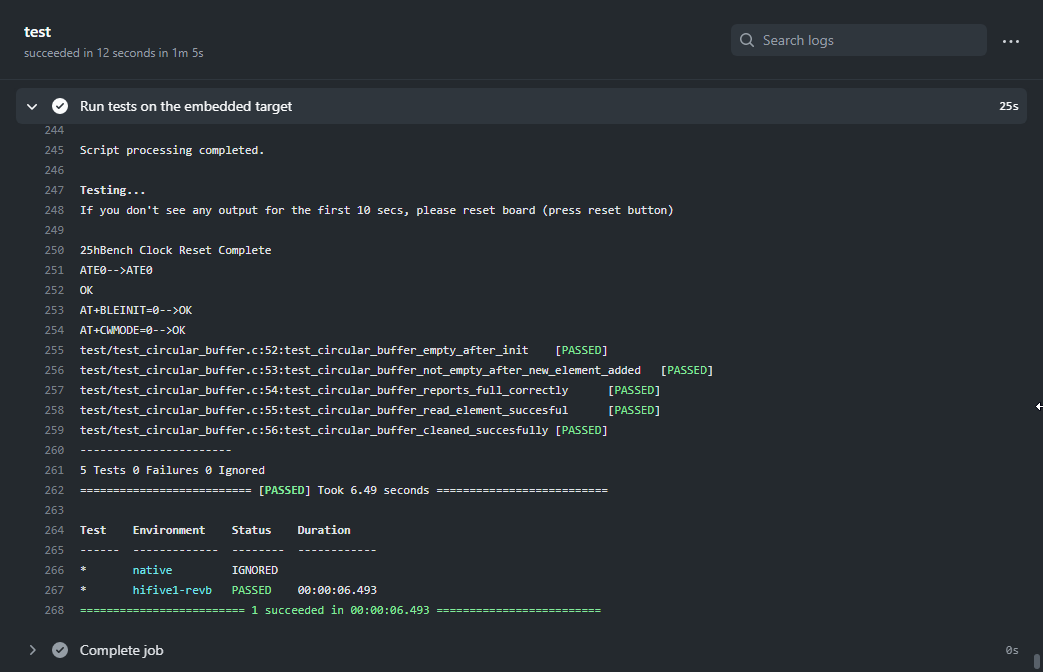 test
succeeded in 12 seconds in 1m 5s
Search logs
Run tests on the embedded target 25s
244
245 Script processing completed.
246
247 Testing...
248 If you don't see any output for the first 10 secs, please reset board (press reset button)
249
250 25hBench Clock Reset Complete
251 ATE0-->ATE0
252 OK
253 AT+BLEINIT=0-->OK
254 AT+CWMODE=0-->OK
255 test/test_circular_buffer.c:52:test_circular_buffer_empty_after_init [PASSED]
256 test/test_circular_buffer.c:53:test_circular_buffer_not_empty_after_new_element_added [PASSED]
257 test/test_circular_buffer.c:54:test_circular_buffer_reports_full_correctly [PASSED]
258 test/test_circular_buffer.c:55:test_circular_buffer_read_element_succesful [PASSED]
259 test/test_circular_buffer.c:56:test_circular_buffer_cleaned_succesfully [PASSED]
260 -----------------------
261 5 Tests 0 Failures 0 Ignored
262 ========================== [PASSED] Took 6.49 seconds ==========================
263
264 Test Environment Status Duration
265 ------ ------------- -------- ------------
266 * native IGNORED
267 * hifive1-revb PASSED 00:00:06.493
268 ========================= 1 succeeded in 00:00:06.493 =========================
Complete job 0s